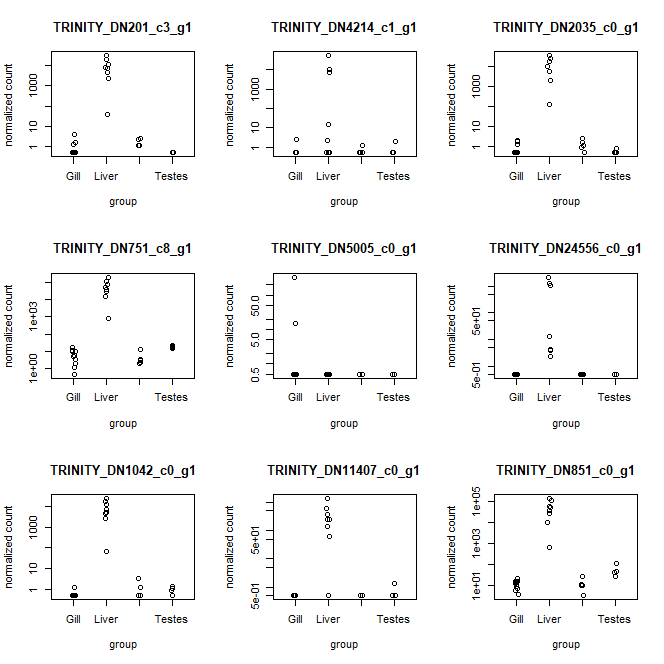 TRINITY_DN201_c3_g1
normalized count
1000
10
1
Gill Liver Testes
group
TRINITY_DN4214_c1_g1
normalized count
1000
10
1
Gill Liver Testes
group
TRINITY_DN2035_c0_g1
normalized count
1000
10
1
Gill Liver Testes
group
TRINITY_DN751_c8_g1
normalized count
1e+03
1e+00
Gill Liver Testes
group
TRINITY_DN5005_c0_g1
normalized count
50.0
5.0
0.5
Gill Liver Testes
group
TRINITY_DN24556_c0_g1
normalized count
5e+01
5e-01
Gill Liver Testes
group
TRINITY_DN1042_c0_g1
normalized count
1000
10
1
Gill Liver Testes
group
TRINITY_DN11407_c0_g1
normalized count
5e+01
5e-01
Gill Liver Testes
group
TRINITY_DN851_c0_g1
normalized count
1e+05
1e+03
1e+01
Gill Liver Testes
group